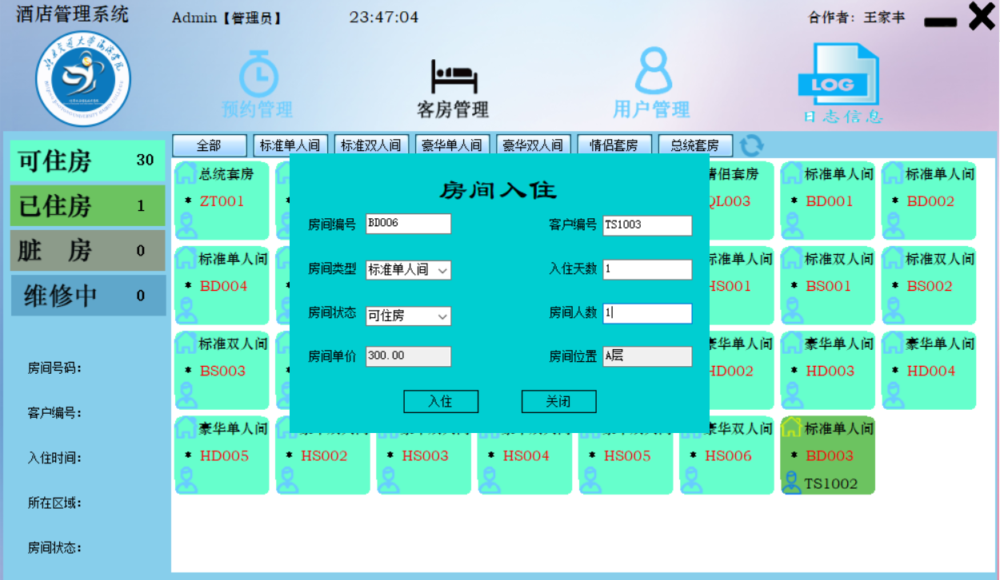 酒店管理系统
Admin【管理员】
23:47:04
合作者：王家丰
预约管理
客房管理
用户管理
LOG
日志信息
可住房 30
已住房 1
脏 房 0
维修中 0
房间号码：
客户编号：
入住时间：
所在区域：
房间状态：
全部 标准单人间 标准双人间 豪华单人间 豪华双人间 情侣套房 总统套房
总统套房
* ZT001
情侣套房
QL003
标准单人间
* BD001
标准单人间
* BD002
房间入住
房间编号 BD006
客户编号 TS1003
房间类型 标准单人间
入住天数 1
房间状态 可住房
房间人数 1
房间单价 300.00
房间位置 A层
入住 关闭
标准单人间
* BD004
HS001
标准双人间
* BS001
标准双人间
* BS002
标准双人间
* BS003
豪华单人间
HD002
豪华单人间
* HD003
豪华单人间
* HD004
豪华单人间
* HD005
* HS002
* HS003
* HS004
* HS005
豪华双人间
* HS006
标准单人间
* BD003
TS1002